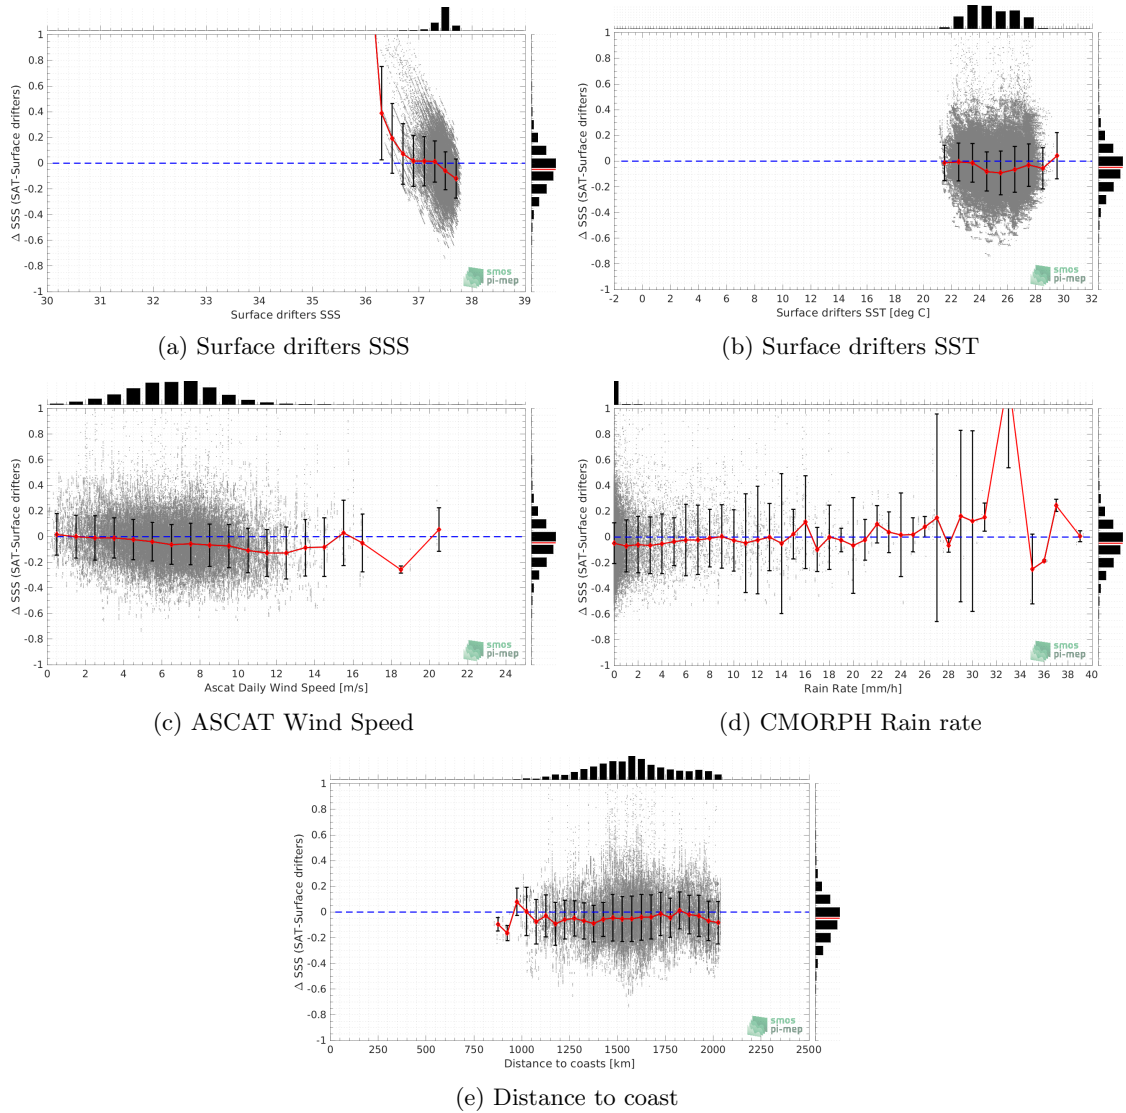 1
0.8
0.6
0.4
0.2
0
-0.2
-0.4
-0.6
-0.8
-1
Δ SSS (SAT-Surface drifters)
30 31 32 33 34 35 36 37 38 39
Surface drifters SSS
smos
pi-mep
(a) Surface drifters SSS
1
0.8
0.6
0.4
0.2
0
-0.2
-0.4
-0.6
-0.8
-1
Δ SSS (SAT-Surface drifters)
-2 0 2 4 6 8 10 12 14 16 18 20 22 24 26 28 30 32
Surface drifters SST [deg C]
smos
pi-mep
(b) Surface drifters SST
1
0.8
0.6
0.4
0.2
0
-0.2
-0.4
-0.6
-0.8
-1
Δ SSS (SAT-Surface drifters)
0 2 4 6 8 10 12 14 16 18 20 22 24
Ascat Daily Wind Speed [m/s]
smos
pi-mep
(c) ASCAT Wind Speed
1
0.8
0.6
0.4
0.2
0
-0.2
-0.4
-0.6
-0.8
-1
Δ SSS (SAT-Surface drifters)
0 2 4 6 8 10 12 14 16 18 20 22 24 26 28 30 32 34 36 38 40
Rain Rate [mm/h]
smos
pi-mep
(d) CMORPH Rain rate
1
0.8
0.6
0.4
0.2
0
-0.2
-0.4
-0.6
-0.8
-1
Δ SSS (SAT-Surface drifters)
0 250 500 750 1000 1250 1500 1750 2000 2250 2500
Distance to coasts [km]
smos
pi-mep
(e) Distance to coast